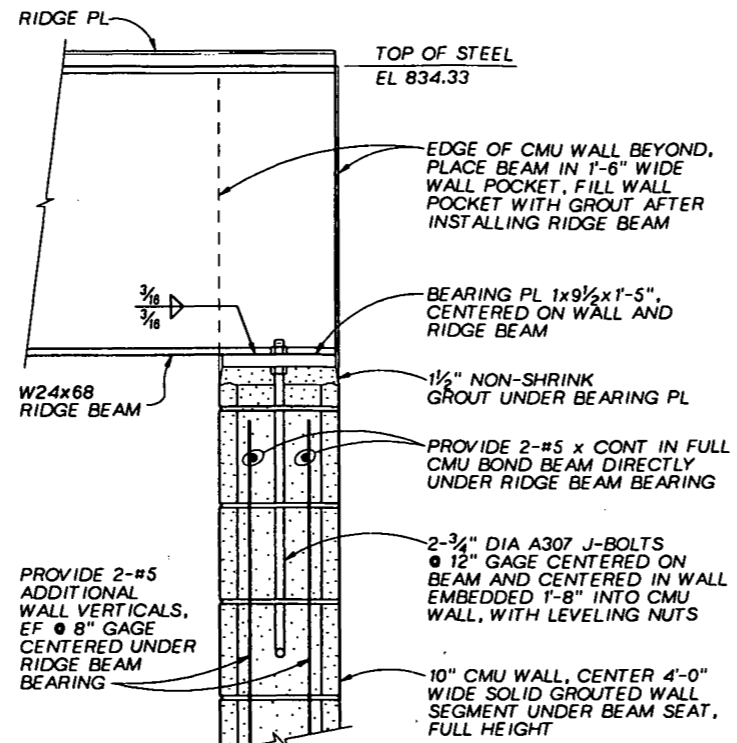 RIDGE PL
TOP OF STEEL
EL 834.33
EDGE OF CMU WALL BEYOND,
PLACE BEAM IN 1'-6" WIDE
WALL POCKET, FILL WALL
POCKET WITH GROUT AFTER
INSTALLING RIDGE BEAM
3/16
3/16
BEARING PL 1x9½x1'-5",
CENTERED ON WALL AND
RIDGE BEAM
W24x68
RIDGE BEAM
1½" NON-SHRINK
GROUT UNDER BEARING PL
PROVIDE 2-#5 x CONT IN FULL
CMU BOND BEAM DIRECTLY
UNDER RIDGE BEAM BEARING
2-¾" DIA A307 J-BOLTS
@ 12" GAGE CENTERED ON
BEAM AND CENTERED IN WALL
EMBEDDED 1'-8" INTO CMU
WALL, WITH LEVELING NUTS
PROVIDE 2-#5
ADDITIONAL
WALL VERTICALS,
EF @ 8" GAGE
CENTERED UNDER
RIDGE BEAM
BEARING
10" CMU WALL, CENTER 4'-0"
WIDE SOLID GROUTED WALL
SEGMENT UNDER BEAM SEAT,
FULL HEIGHT